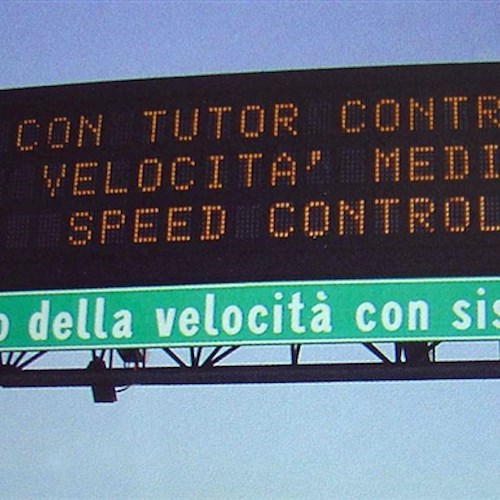 CON TUTOR CONTR
VELOCITA' MEDI
SPEED CONTROL
o della velocità con sis